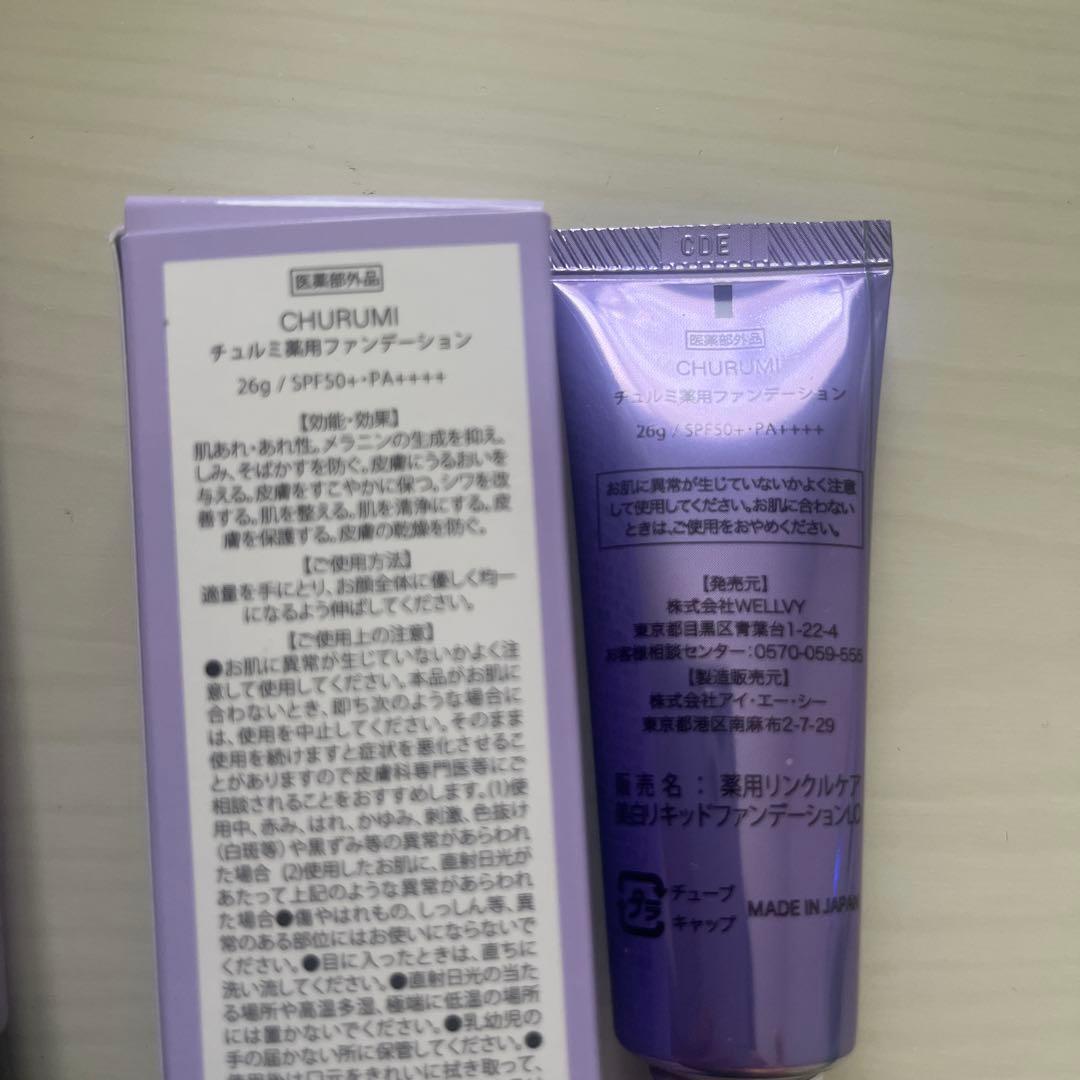 医薬部外品
CHURUMI
チュルミ薬用ファンデーション
26g / SPF50+・PA++++
【効能・効果】
肌あれ・あれ性。メラニンの生成を抑え、
しみ、そばかすを防ぐ。皮膚にうるおいを
与える。皮膚をすこやかに保つ。シワを改
善する。肌を整える。肌を清浄にする。皮
膚を保護する。皮膚の乾燥を防ぐ。
【ご使用方法】
適量を手にとり、お顔全体に優しく均一
になるよう伸ばしてください。
【ご使用上の注意】
●お肌に異常が生じていないかよく注
意して使用してください。本品がお肌に
合わないとき、即ち次のような場合に
は、使用を中止してください。そのまま
使用を続けますと症状を悪化させるこ
とがありますので皮膚科専門医等にご
相談されることをおすすめします。(1)使
用中、赤み、はれ、かゆみ、刺激、色抜け
(白斑等)や黒ずみ等の異常があらわれ
た場合 (2)使用したお肌に、直射日光が
あたって上記のような異常があらわれ
た場合●傷やはれもの、しっしん等、異
常のある部位にはお使いにならないで
ください。●目に入ったときは、直ちに
洗い流してください。●直射日光の当た
る場所や高温多湿、極端に低温の場所
には置かないでください。●乳幼児の
手の届かない所に保管してください。●
使用後は口元をきれいに拭き取って、
CDE
医薬部外品
CHURUMI
チュルミ薬用ファンデーション
26g / SPF50+・PA++++
お肌に異常が生じていないかよく注意
して使用してください。お肌に合わない
ときは、ご使用をおやめください。
【発売元】
株式会社WELLVY
東京都目黒区青葉台1-22-4
お客様相談センター:0570-059-555
【製造販売元】
株式会社アイ・エー・シー
東京都港区南麻布2-7-29
販売名：薬用リンクルケア
美白リキッドファンデーション
プラ
チューブ
キャップ
MADE IN JAPAN